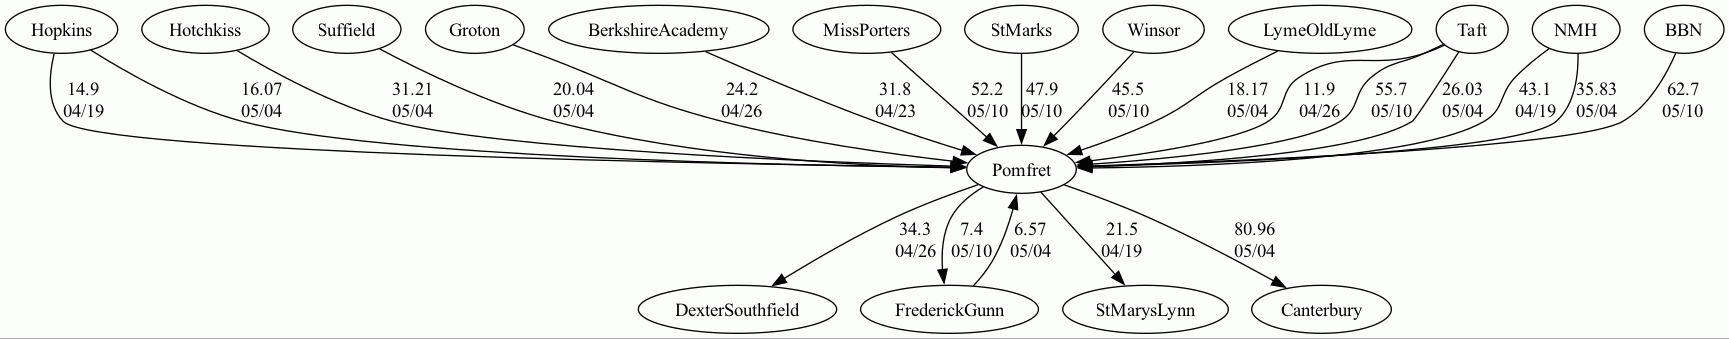 Hopkins Hotchkiss Suffield Groton BerkshireAcademy MissPorters StMarks Winsor LymeOldLyme Taft NMH BBN
14.9 16.07 31.21 20.04 24.2 31.8 52.2 47.9 45.5 18.17 11.9 55.7 26.03 43.1 35.83 62.7
04/19 05/04 05/04 05/04 04/26 04/23 05/10 05/10 05/10 05/04 04/26 05/10 05/04 04/19 05/04 05/10
Pomfret
34.3 7.4 6.57 21.5 80.96
04/26 05/10 05/04 04/19 05/04
DexterSouthfield FrederickGunn StMarysLynn Canterbury